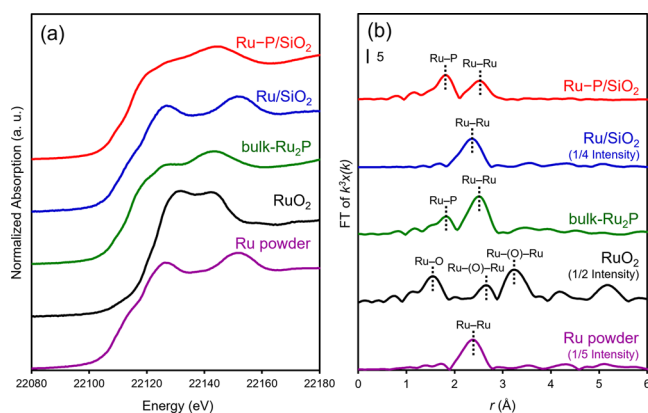 (a)
Ru−P/SiO₂
Ru/SiO₂
bulk-Ru₂P
RuO₂
Ru powder
Normalized Absorption (a. u.)
22080 22100 22120 22140 22160 22180
Energy (eV)
(b)
5
Ru−P Ru−Ru
Ru−P/SiO₂
Ru−Ru
Ru/SiO₂
(1/4 Intensity)
Ru−Ru
Ru−P
bulk-Ru₂P
Ru−(O)−Ru
Ru−O Ru−(O)−Ru
RuO₂
(1/2 Intensity)
Ru−Ru
Ru powder
(1/5 Intensity)
FT of k³χ(k)
0 1 2 3 4 5 6
r (Å)